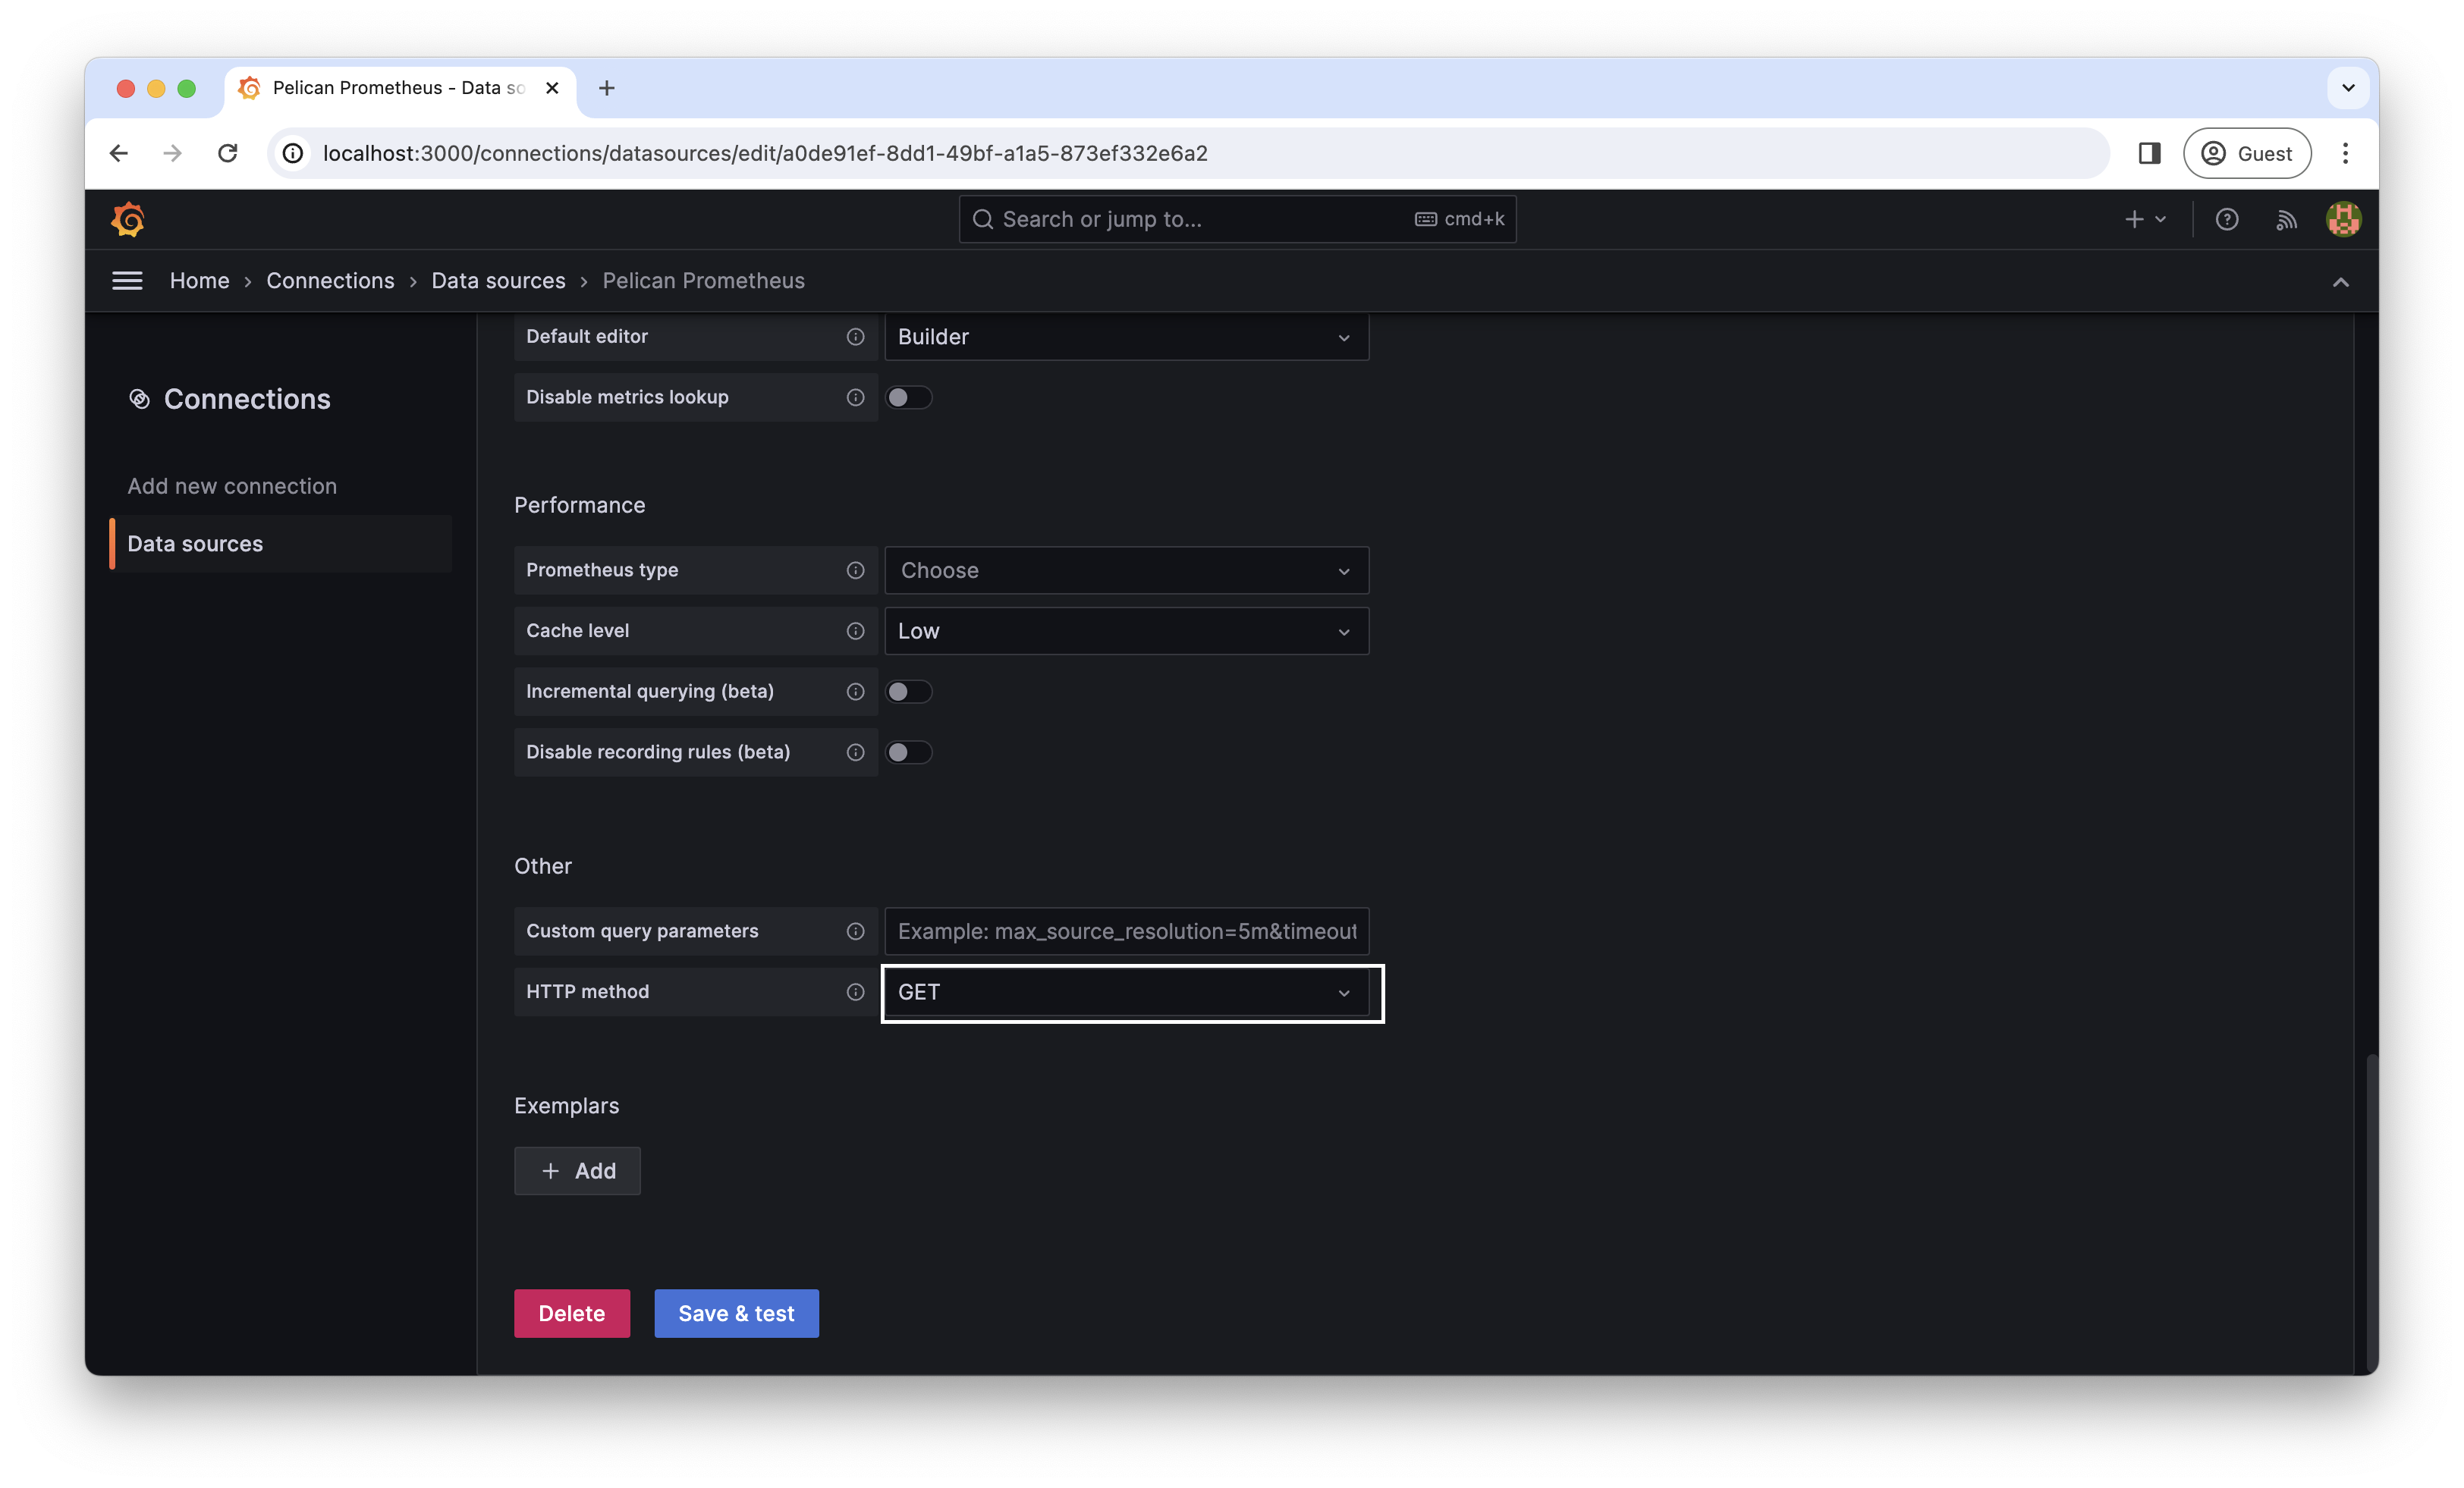 Pelican Prometheus - Data so
localhost:3000/connections/datasources/edit/a0de91ef-8dd1-49bf-a1a5-873ef332e6a2
Guest
Search or jump to...
cmd+k
Home › Connections › Data sources › Pelican Prometheus
Connections
Add new connection
Data sources
Default editor
Builder
Disable metrics lookup
Performance
Prometheus type
Choose
Cache level
Low
Incremental querying (beta)
Disable recording rules (beta)
Other
Custom query parameters
Example: max_source_resolution=5m&timeout
HTTP method
GET
Exemplars
Add
Delete
Save & test